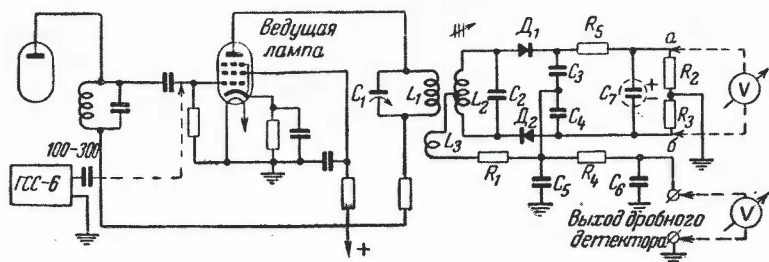 Ведущая
лампа
100-300
ГСС-6
+
C₁
L₁
L₂
C₂
L₃
Д₁
Д₂
C₃
C₄
R₅
C₇
+
−
а
R₂
R₃
б
V
R₁
C₅
R₄
C₆
V
Выход дробного
детектора